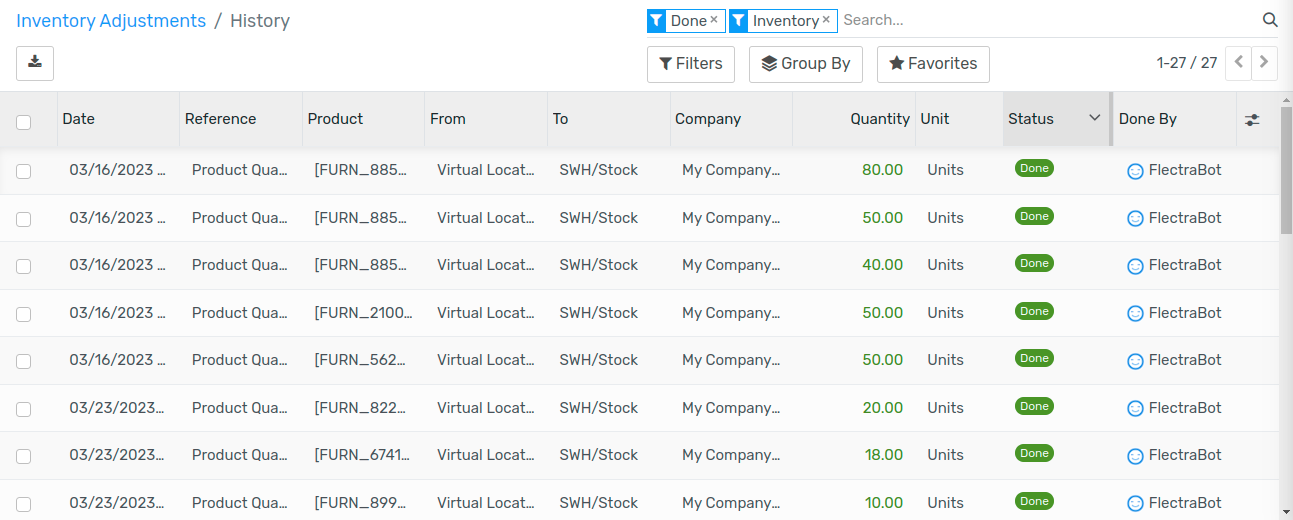 Inventory Adjustments / History
Done × Inventory × Search...
Filters Group By Favorites 1-27 / 27
Date Reference Product From To Company Quantity Unit Status Done By
03/16/2023 ... Product Qua... [FURN_885... Virtual Locat... SWH/Stock My Company... 80.00 Units Done FlectraBot
03/16/2023 ... Product Qua... [FURN_885... Virtual Locat... SWH/Stock My Company... 50.00 Units Done FlectraBot
03/16/2023 ... Product Qua... [FURN_885... Virtual Locat... SWH/Stock My Company... 40.00 Units Done FlectraBot
03/16/2023 ... Product Qua... [FURN_2100... Virtual Locat... SWH/Stock My Company... 50.00 Units Done FlectraBot
03/16/2023 ... Product Qua... [FURN_562... Virtual Locat... SWH/Stock My Company... 50.00 Units Done FlectraBot
03/23/2023... Product Qua... [FURN_822... Virtual Locat... SWH/Stock My Company... 20.00 Units Done FlectraBot
03/23/2023... Product Qua... [FURN_6741... Virtual Locat... SWH/Stock My Company... 18.00 Units Done FlectraBot
03/23/2023... Product Qua... [FURN_899... Virtual Locat... SWH/Stock My Company... 10.00 Units Done FlectraBot